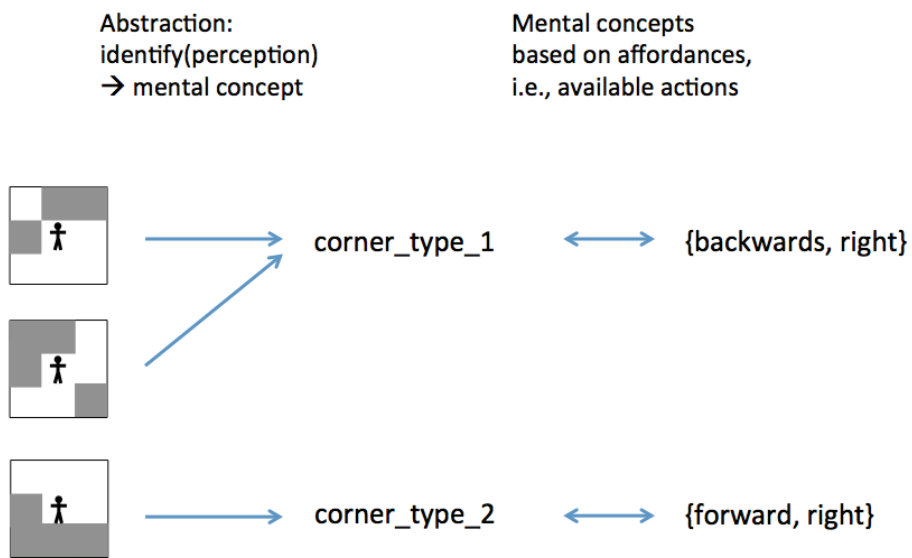 Abstraction:
identify(perception)
→ mental concept
Mental concepts
based on affordances,
i.e., available actions
corner_type_1
{backwards, right}
corner_type_2
{forward, right}